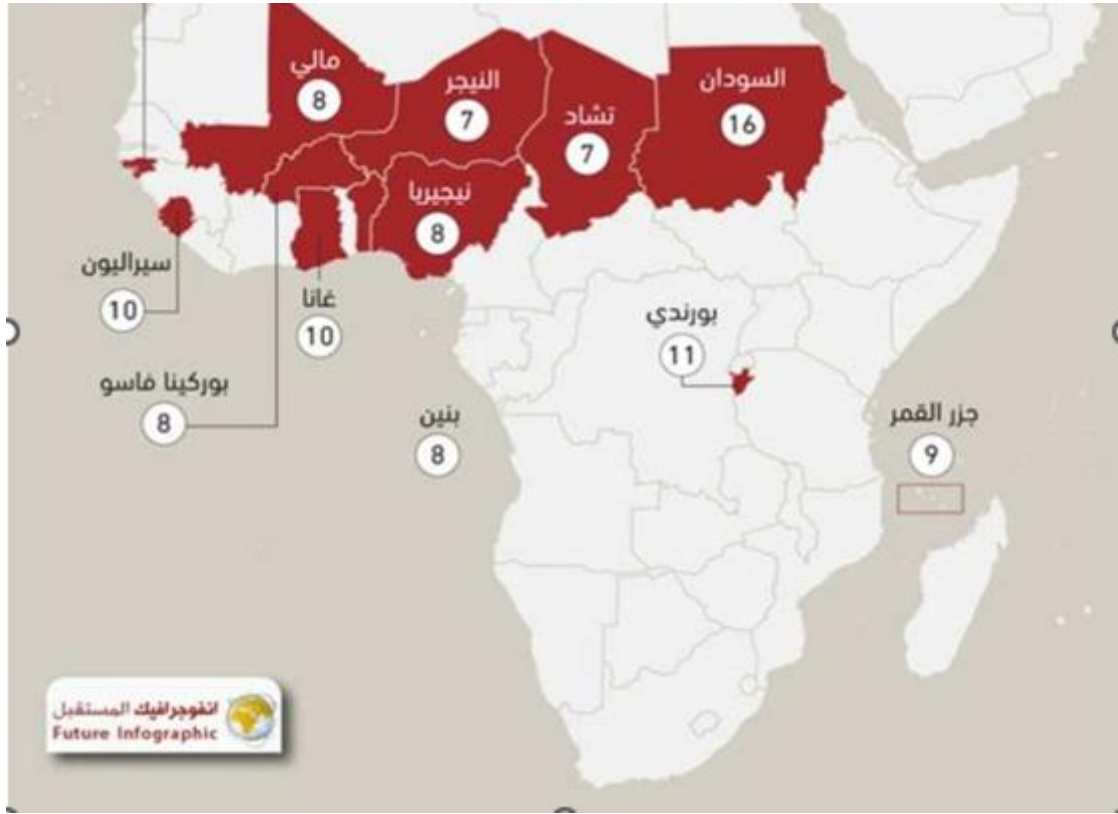 مالي
8
النيجر
7
تشاد
7
السودان
16
نيجيريا
8
سيراليون
10
غانا
10
بوركينا فاسو
8
بنين
8
بورندي
11
جزر القمر
9
انفوجرافيك المستقبل
Future Infographic